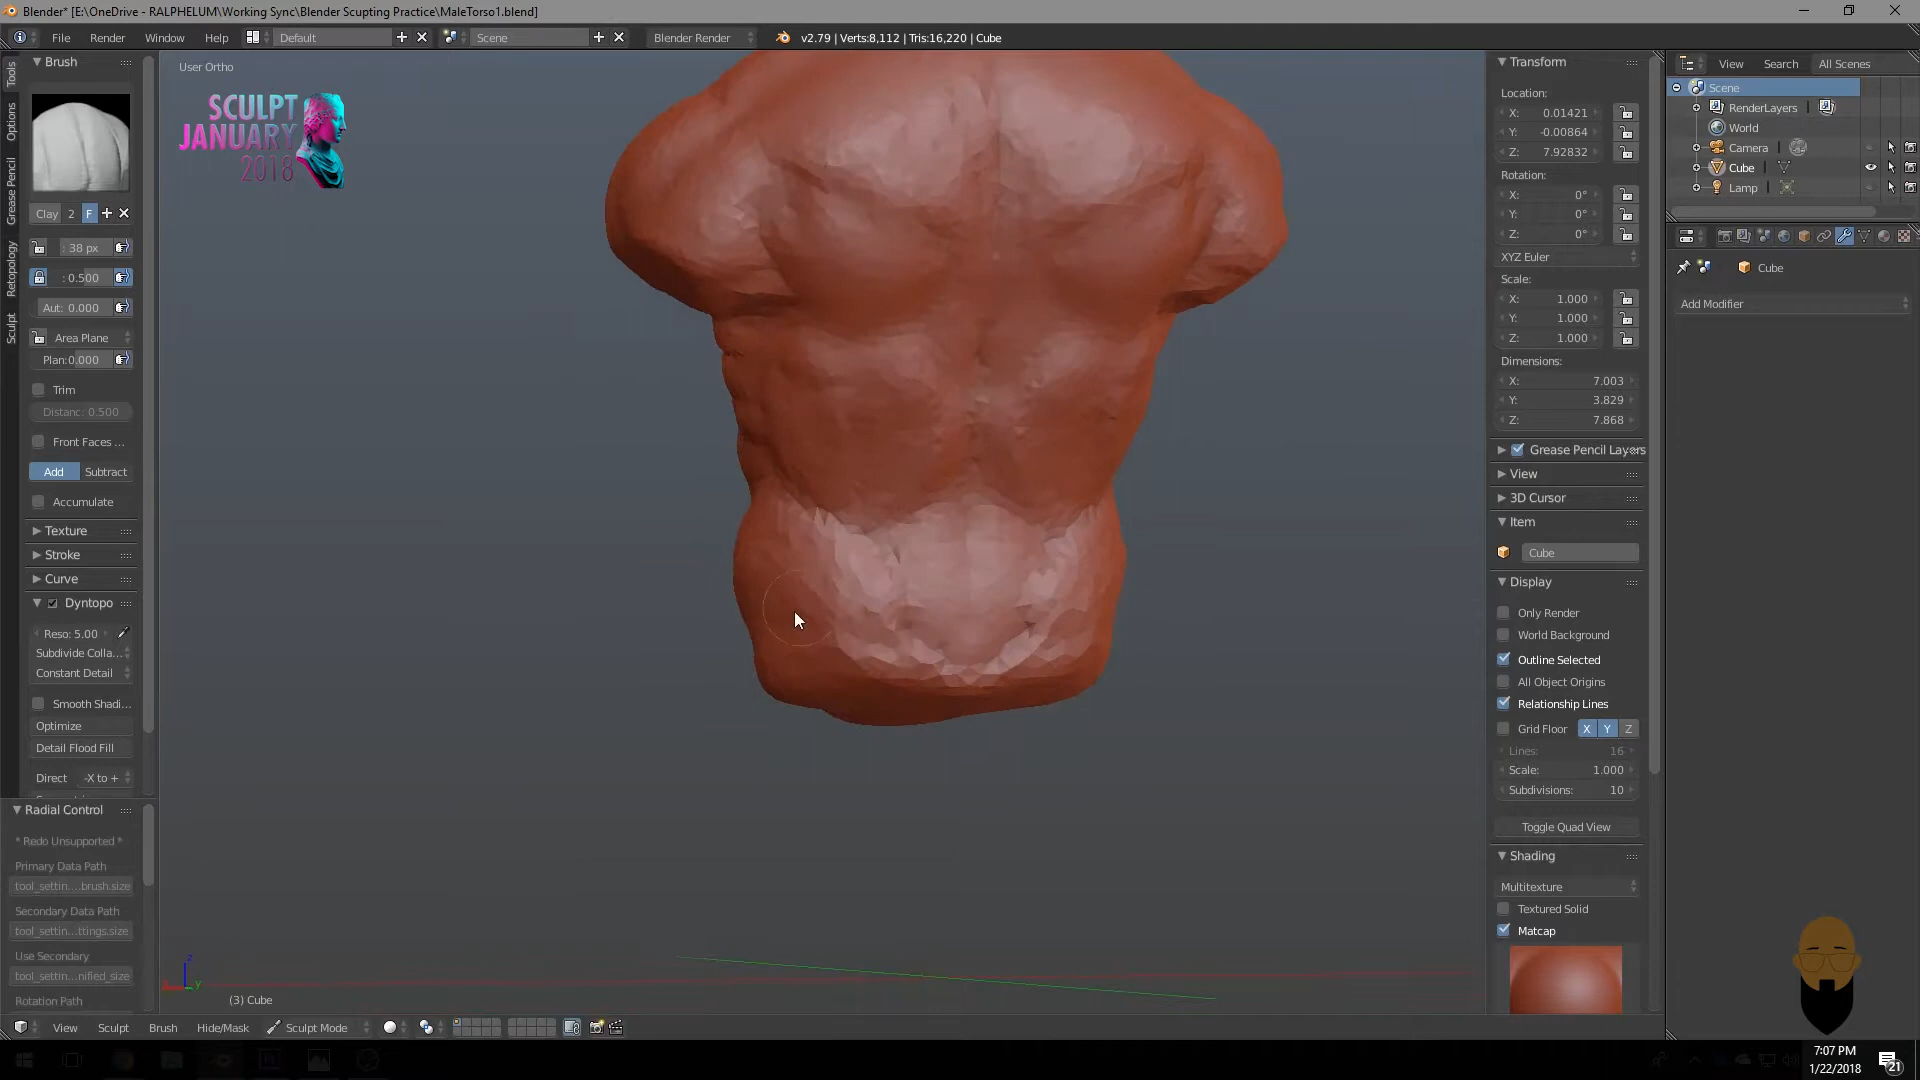 Blender* [E:\OneDrive - RALPHELUM\Working Sync\Blender Scupting Practice\MaleTorso1.blend]
File Render Window Help Default Scene Blender Render v2.79 | Verts:8,112 | Tris:16,220 | Cube
Tools
Options
Grease Pencil
Retopology
Sculpt
Brush
Clay 2 F
: 38 px
: 0.500
Aut: 0.000
Area Plane
Plan:0.000
Trim
Distanc: 0.500
Front Faces ...
Add Subtract
Accumulate
Texture
Stroke
Curve
Dyntopo
Reso: 5.00
Subdivide Colla...
Constant Detail
Smooth Shadi...
Optimize
Detail Flood Fill
Direct -X to +
Radial Control
* Redo Unsupported *
Primary Data Path
tool_settin....brush.size
Secondary Data Path
tool_settin...ttings.size
Use Secondary
tool_settin...nified_size
Rotation Path
User Ortho
SCULPT
JANUARY
2018
z
y
(3) Cube
View Sculpt Brush Hide/Mask Sculpt Mode
Transform
Location:
X: 0.01421
Y: -0.00864
Z: 7.92832
Rotation:
X: 0°
Y: 0°
Z: 0°
XYZ Euler
Scale:
X: 1.000
Y: 1.000
Z: 1.000
Dimensions:
X: 7.003
Y: 3.829
Z: 7.868
Grease Pencil Layers
View
3D Cursor
Item
Cube
Display
Only Render
World Background
Outline Selected
All Object Origins
Relationship Lines
Grid Floor X Y Z
Lines: 16
Scale: 1.000
Subdivisions: 10
Toggle Quad View
Shading
Multitexture
Textured Solid
Matcap
View Search All Scenes
Scene
RenderLayers
World
Camera
Cube
Lamp
Cube
Add Modifier
7:07 PM
1/22/2018
21